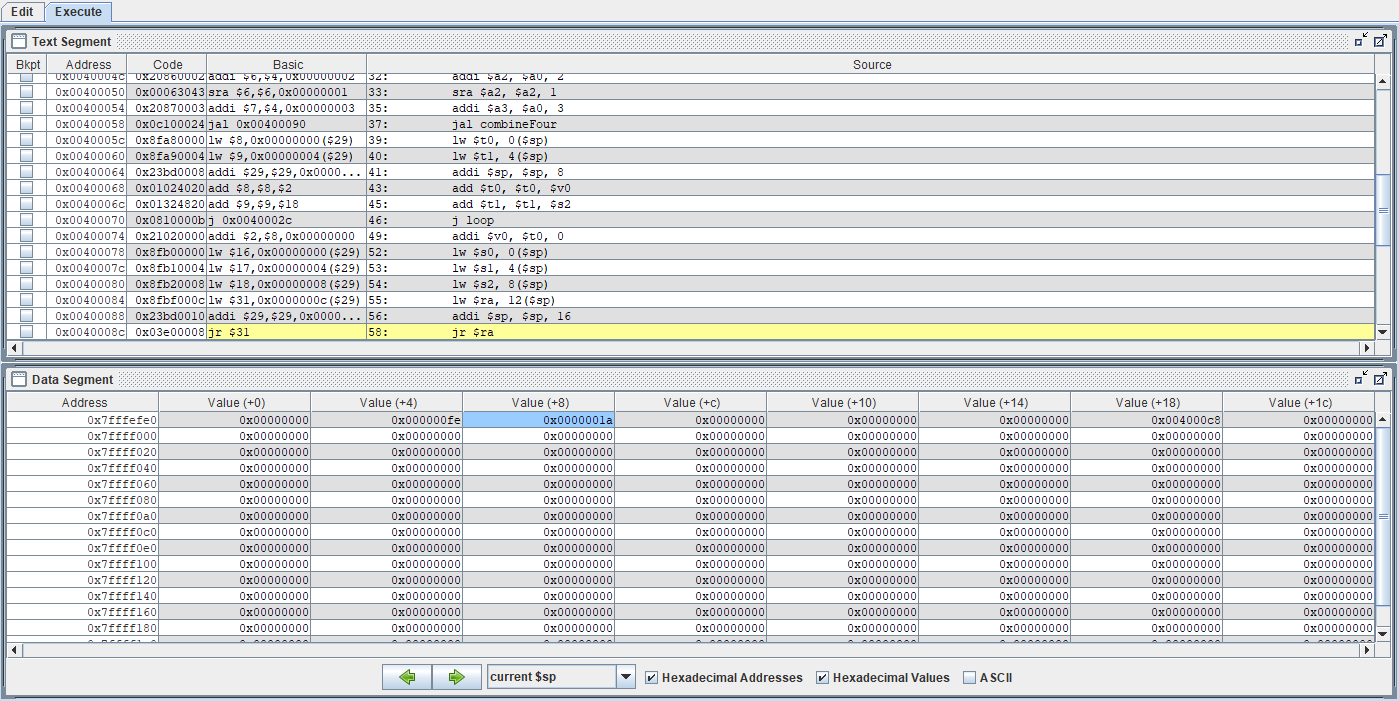 Edit Execute
Text Segment
Bkpt Address Code Basic Source
0x0040004c 0x20860002 addi $6,$4,0x00000002 32: addi $a2, $a0, 2
0x00400050 0x00063043 sra $6,$6,0x00000001 33: sra $a2, $a2, 1
0x00400054 0x20870003 addi $7,$4,0x00000003 35: addi $a3, $a0, 3
0x00400058 0x0c100024 jal 0x00400090 37: jal combineFour
0x0040005c 0x8fa80000 lw $8,0x00000000($29) 39: lw $t0, 0($sp)
0x00400060 0x8fa90004 lw $9,0x00000004($29) 40: lw $t1, 4($sp)
0x00400064 0x23bd0008 addi $29,$29,0x0000... 41: addi $sp, $sp, 8
0x00400068 0x01024020 add $8,$8,$2 43: add $t0, $t0, $v0
0x0040006c 0x01324820 add $9,$9,$18 45: add $t1, $t1, $s2
0x00400070 0x0810000b j 0x0040002c 46: j loop
0x00400074 0x21020000 addi $2,$8,0x00000000 49: addi $v0, $t0, 0
0x00400078 0x8fb00000 lw $16,0x00000000($29) 52: lw $s0, 0($sp)
0x0040007c 0x8fb10004 lw $17,0x00000004($29) 53: lw $s1, 4($sp)
0x00400080 0x8fb20008 lw $18,0x00000008($29) 54: lw $s2, 8($sp)
0x00400084 0x8fbf000c lw $31,0x0000000c($29) 55: lw $ra, 12($sp)
0x00400088 0x23bd0010 addi $29,$29,0x0000... 56: addi $sp, $sp, 16
0x0040008c 0x03e00008 jr $31 58: jr $ra
Data Segment
Address Value (+0) Value (+4) Value (+8) Value (+c) Value (+10) Value (+14) Value (+18) Value (+1c)
0x7fffefe0 0x00000000 0x000000fe 0x0000001a 0x00000000 0x00000000 0x00000000 0x004000c8 0x00000000
0x7ffff000 0x00000000 0x00000000 0x00000000 0x00000000 0x00000000 0x00000000 0x00000000 0x00000000
0x7ffff020 0x00000000 0x00000000 0x00000000 0x00000000 0x00000000 0x00000000 0x00000000 0x00000000
0x7ffff040 0x00000000 0x00000000 0x00000000 0x00000000 0x00000000 0x00000000 0x00000000 0x00000000
0x7ffff060 0x00000000 0x00000000 0x00000000 0x00000000 0x00000000 0x00000000 0x00000000 0x00000000
0x7ffff080 0x00000000 0x00000000 0x00000000 0x00000000 0x00000000 0x00000000 0x00000000 0x00000000
0x7ffff0a0 0x00000000 0x00000000 0x00000000 0x00000000 0x00000000 0x00000000 0x00000000 0x00000000
0x7ffff0c0 0x00000000 0x00000000 0x00000000 0x00000000 0x00000000 0x00000000 0x00000000 0x00000000
0x7ffff0e0 0x00000000 0x00000000 0x00000000 0x00000000 0x00000000 0x00000000 0x00000000 0x00000000
0x7ffff100 0x00000000 0x00000000 0x00000000 0x00000000 0x00000000 0x00000000 0x00000000 0x00000000
0x7ffff120 0x00000000 0x00000000 0x00000000 0x00000000 0x00000000 0x00000000 0x00000000 0x00000000
0x7ffff140 0x00000000 0x00000000 0x00000000 0x00000000 0x00000000 0x00000000 0x00000000 0x00000000
0x7ffff160 0x00000000 0x00000000 0x00000000 0x00000000 0x00000000 0x00000000 0x00000000 0x00000000
0x7ffff180 0x00000000 0x00000000 0x00000000 0x00000000 0x00000000 0x00000000 0x00000000 0x00000000
current $sp Hexadecimal Addresses Hexadecimal Values ASCII